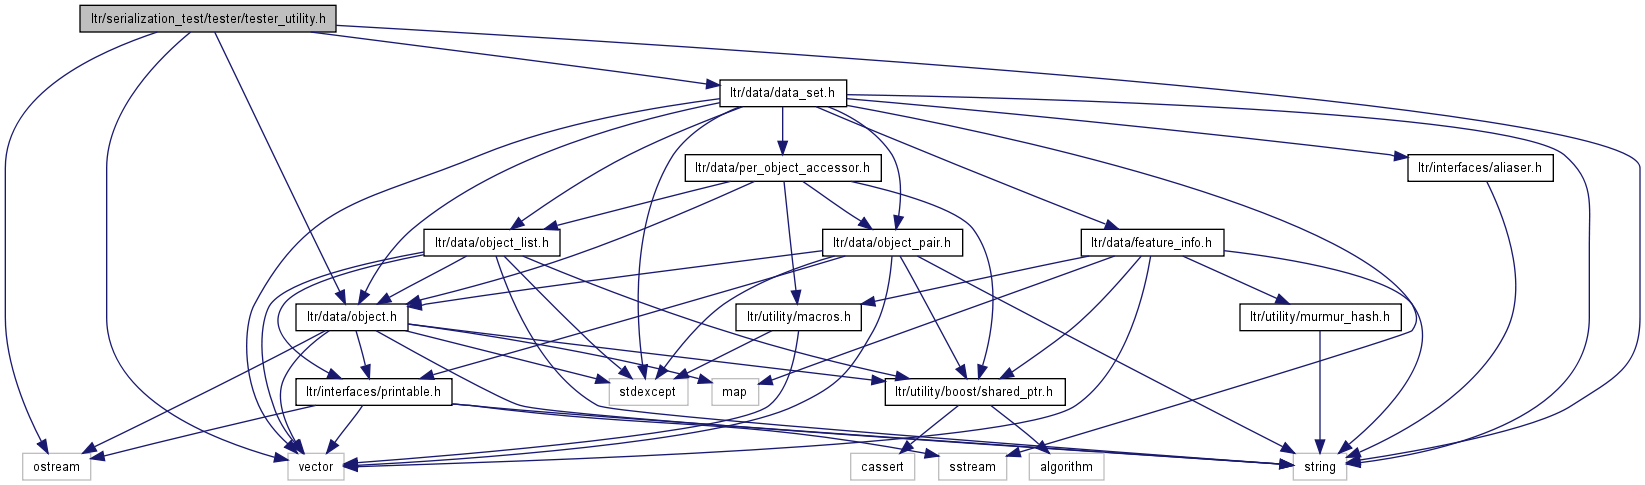 ltr/serialization_test/tester/tester_utility.h
ltr/data/data_set.h
ltr/data/per_object_accessor.h
ltr/interfaces/aliaser.h
ltr/data/object_list.h
ltr/data/object_pair.h
ltr/data/feature_info.h
ltr/data/object.h
ltr/utility/macros.h
ltr/utility/murmur_hash.h
ltr/interfaces/printable.h
stdexcept
map
ltr/utility/boost/shared_ptr.h
ostream
vector
cassert
sstream
algorithm
string